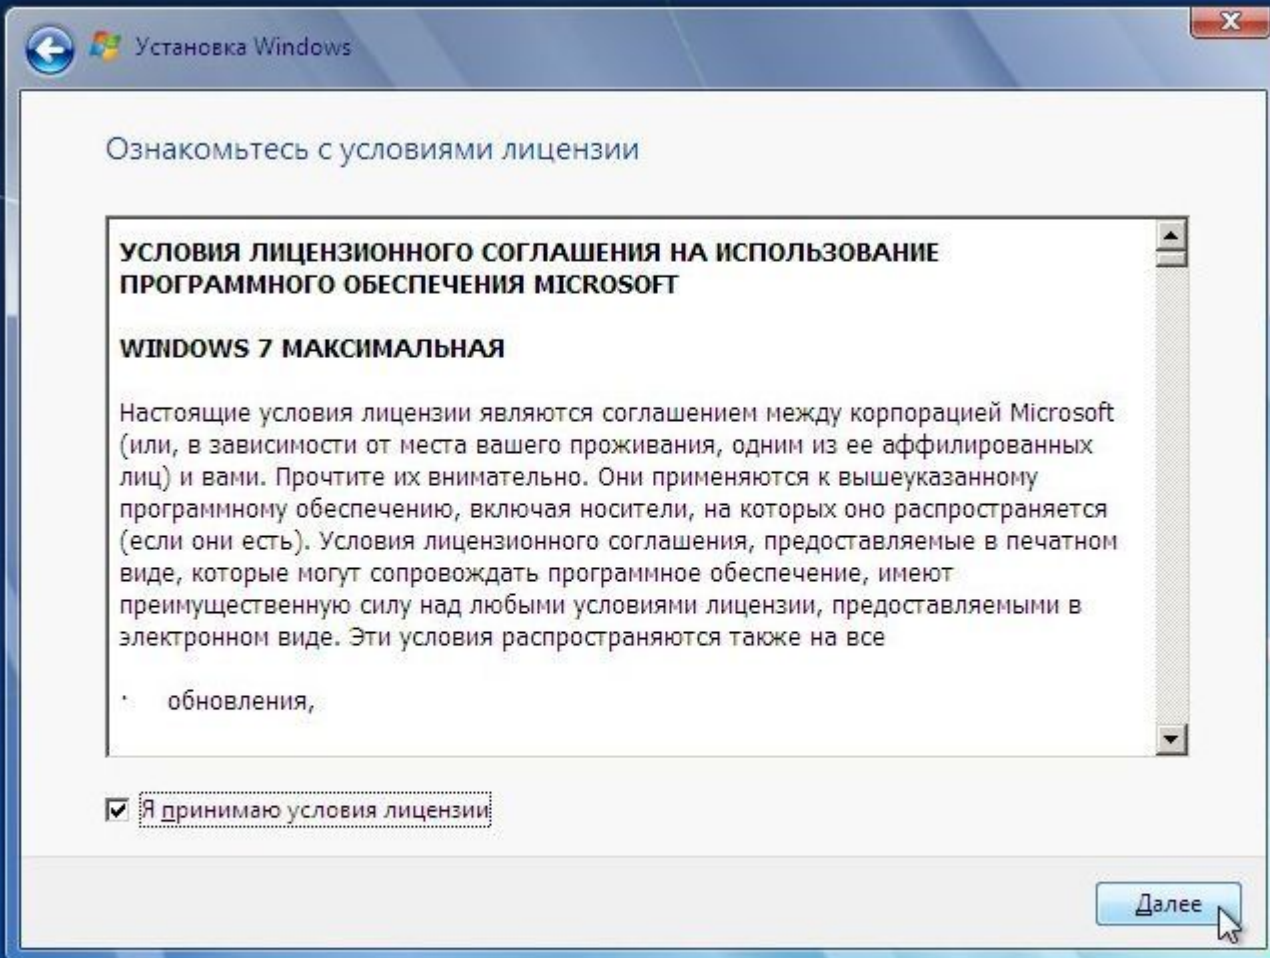 Установка Windows
Ознакомьтесь с условиями лицензии
УСЛОВИЯ ЛИЦЕНЗИОННОГО СОГЛАШЕНИЯ НА ИСПОЛЬЗОВАНИЕ
ПРОГРАММНОГО ОБЕСПЕЧЕНИЯ MICROSOFT
WINDOWS 7 МАКСИМАЛЬНАЯ
Настоящие условия лицензии являются соглашением между корпорацией Microsoft
(или, в зависимости от места вашего проживания, одним из ее аффилированных
лиц) и вами. Прочтите их внимательно. Они применяются к вышеуказанному
программному обеспечению, включая носители, на которых оно распространяется
(если они есть). Условия лицензионного соглашения, предоставляемые в печатном
виде, которые могут сопровождать программное обеспечение, имеют
преимущественную силу над любыми условиями лицензии, предоставляемыми в
электронном виде. Эти условия распространяются также на все
· обновления,
Я принимаю условия лицензии
Далее